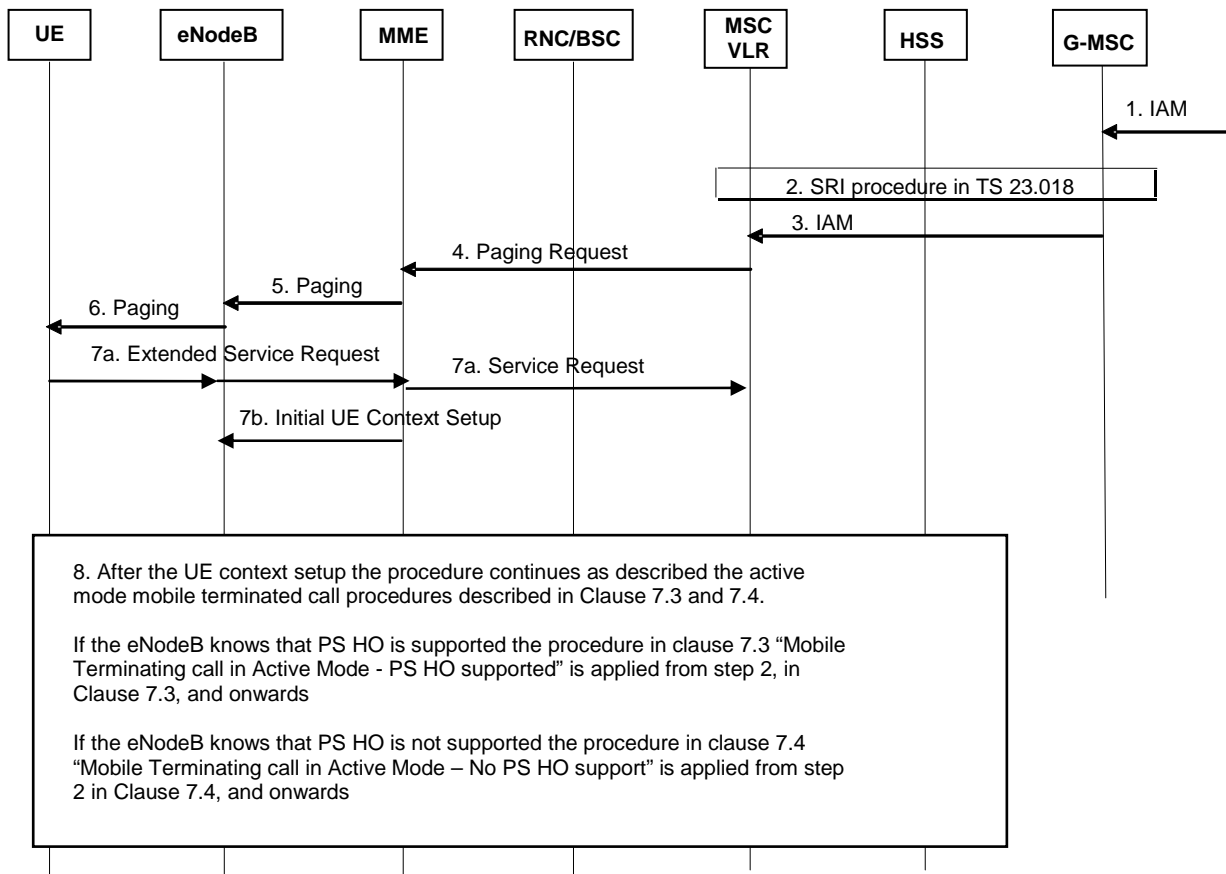 UE
eNodeB
MME
RNC/BSC
MSC
VLR
HSS
G-MSC
1. IAM
2. SRI procedure in TS 23.018
3. IAM
4. Paging Request
5. Paging
6. Paging
7a. Extended Service Request
7a. Service Request
7b. Initial UE Context Setup
8. After the UE context setup the procedure continues as described the active
mode mobile terminated call procedures described in Clause 7.3 and 7.4.
If the eNodeB knows that PS HO is supported the procedure in clause 7.3 “Mobile
Terminating call in Active Mode - PS HO supported” is applied from step 2, in
Clause 7.3, and onwards
If the eNodeB knows that PS HO is not supported the procedure in clause 7.4
“Mobile Terminating call in Active Mode – No PS HO support” is applied from step
2 in Clause 7.4, and onwards